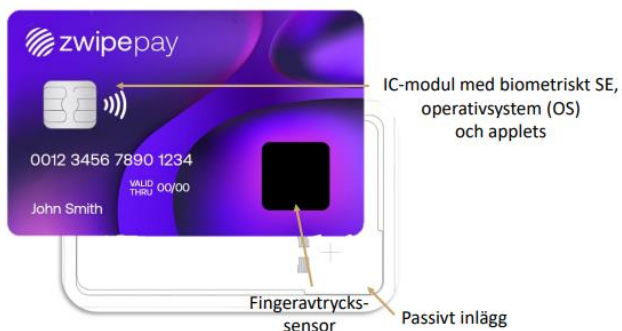 zwipepay
IC-modul med biometriskt SE,
operativsystem (OS)
och applets
0012 3456 7890 1234
VALID
THRU 00/00
John Smith
Fingeravtrycks-
sensor
Passivt inlägg